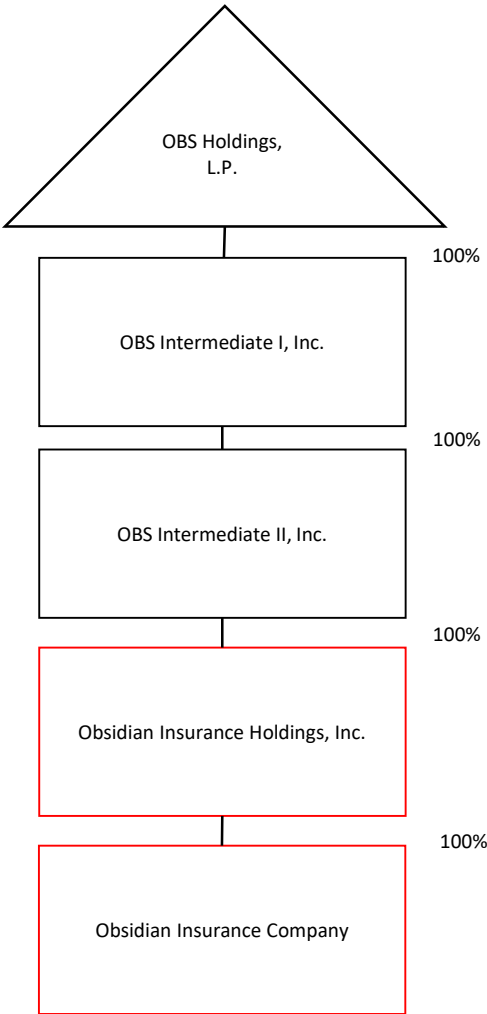 OBS Holdings,
L.P.
100%
OBS Intermediate I, Inc.
100%
OBS Intermediate II, Inc.
100%
Obsidian Insurance Holdings, Inc.
100%
Obsidian Insurance Company